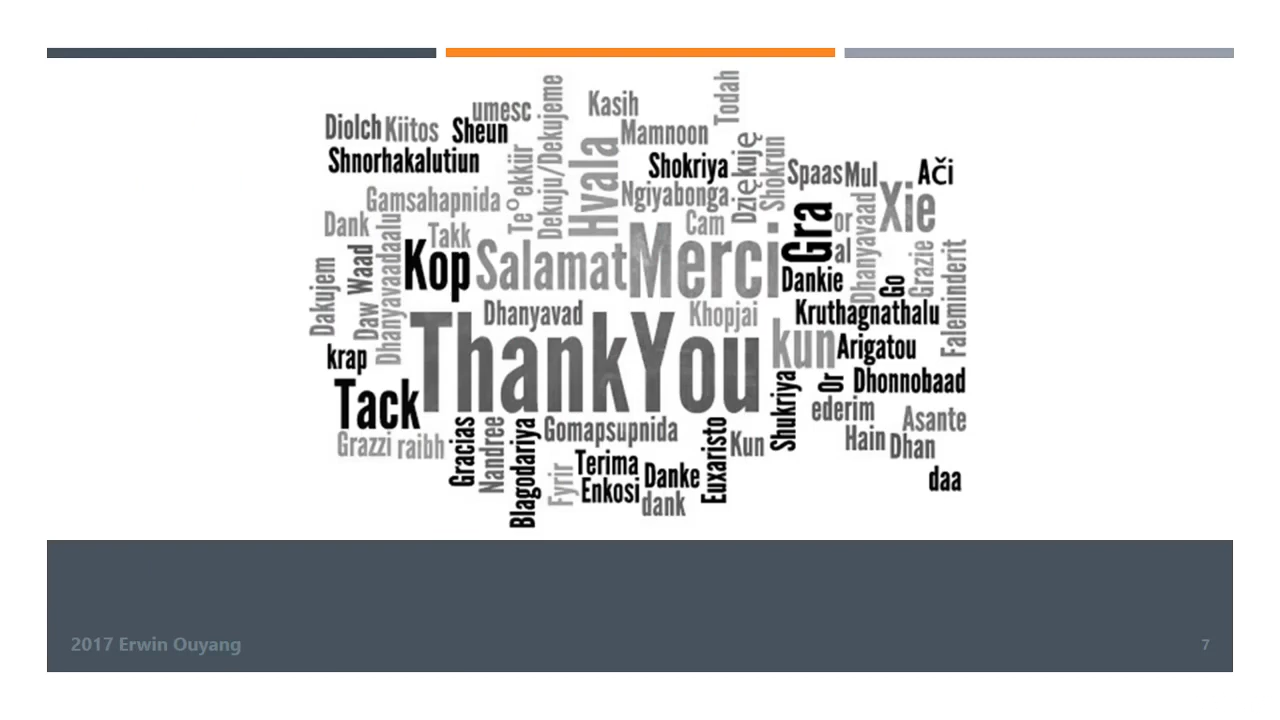 Todah
umesc
Dekuju/Dekujeme
Kasih
Diolch
Kiitos
Sheun
Mamnoon
Hvala
Dziękuję
Shokrun
Shnorhakalutiun
Te°ekkür
Shokriya
Spaas
Mul
Ači
Gamsahapnida
Ngiyabonga
Xie
Dank
Takk
Cam
Gra
or
al
Dhanyavaad
Grazie
Faleminderit
Dakujem
Daw
Waad
Dhanyavaadaalu
Kop
Salamat
Merci
Dankie
Go
Dhanyavad
Khopjai
Kruthagnathalu
krap
ThankYou
kun
Arigatou
Tack
Shukriya
Or
Dhonnobaad
ederim
Asante
Grazzi
raibh
Gracias
Nandree
Blagodariya
Gomapsupnida
Euxaristo
Kun
Hain
Dhan
Fyrir
Terima
Danke
Enkosi
dank
daa
2017 Erwin Ouyang
7